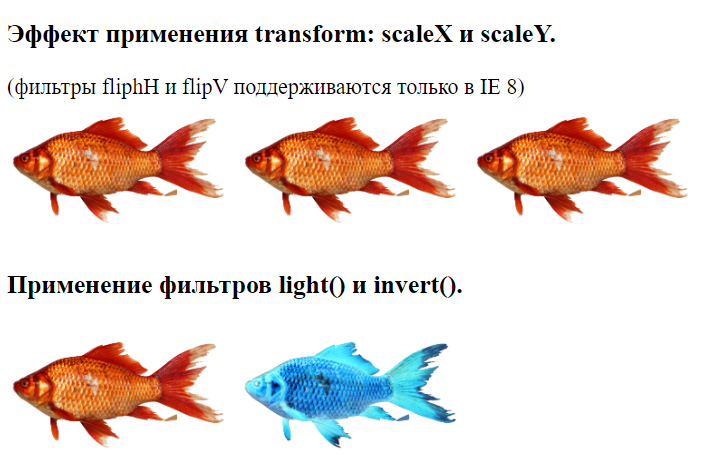 Эффект применения transform: scaleX и scaleY.
(фильтры fliphH и flipV поддерживаются только в IE 8)
Применение фильтров light() и invert().